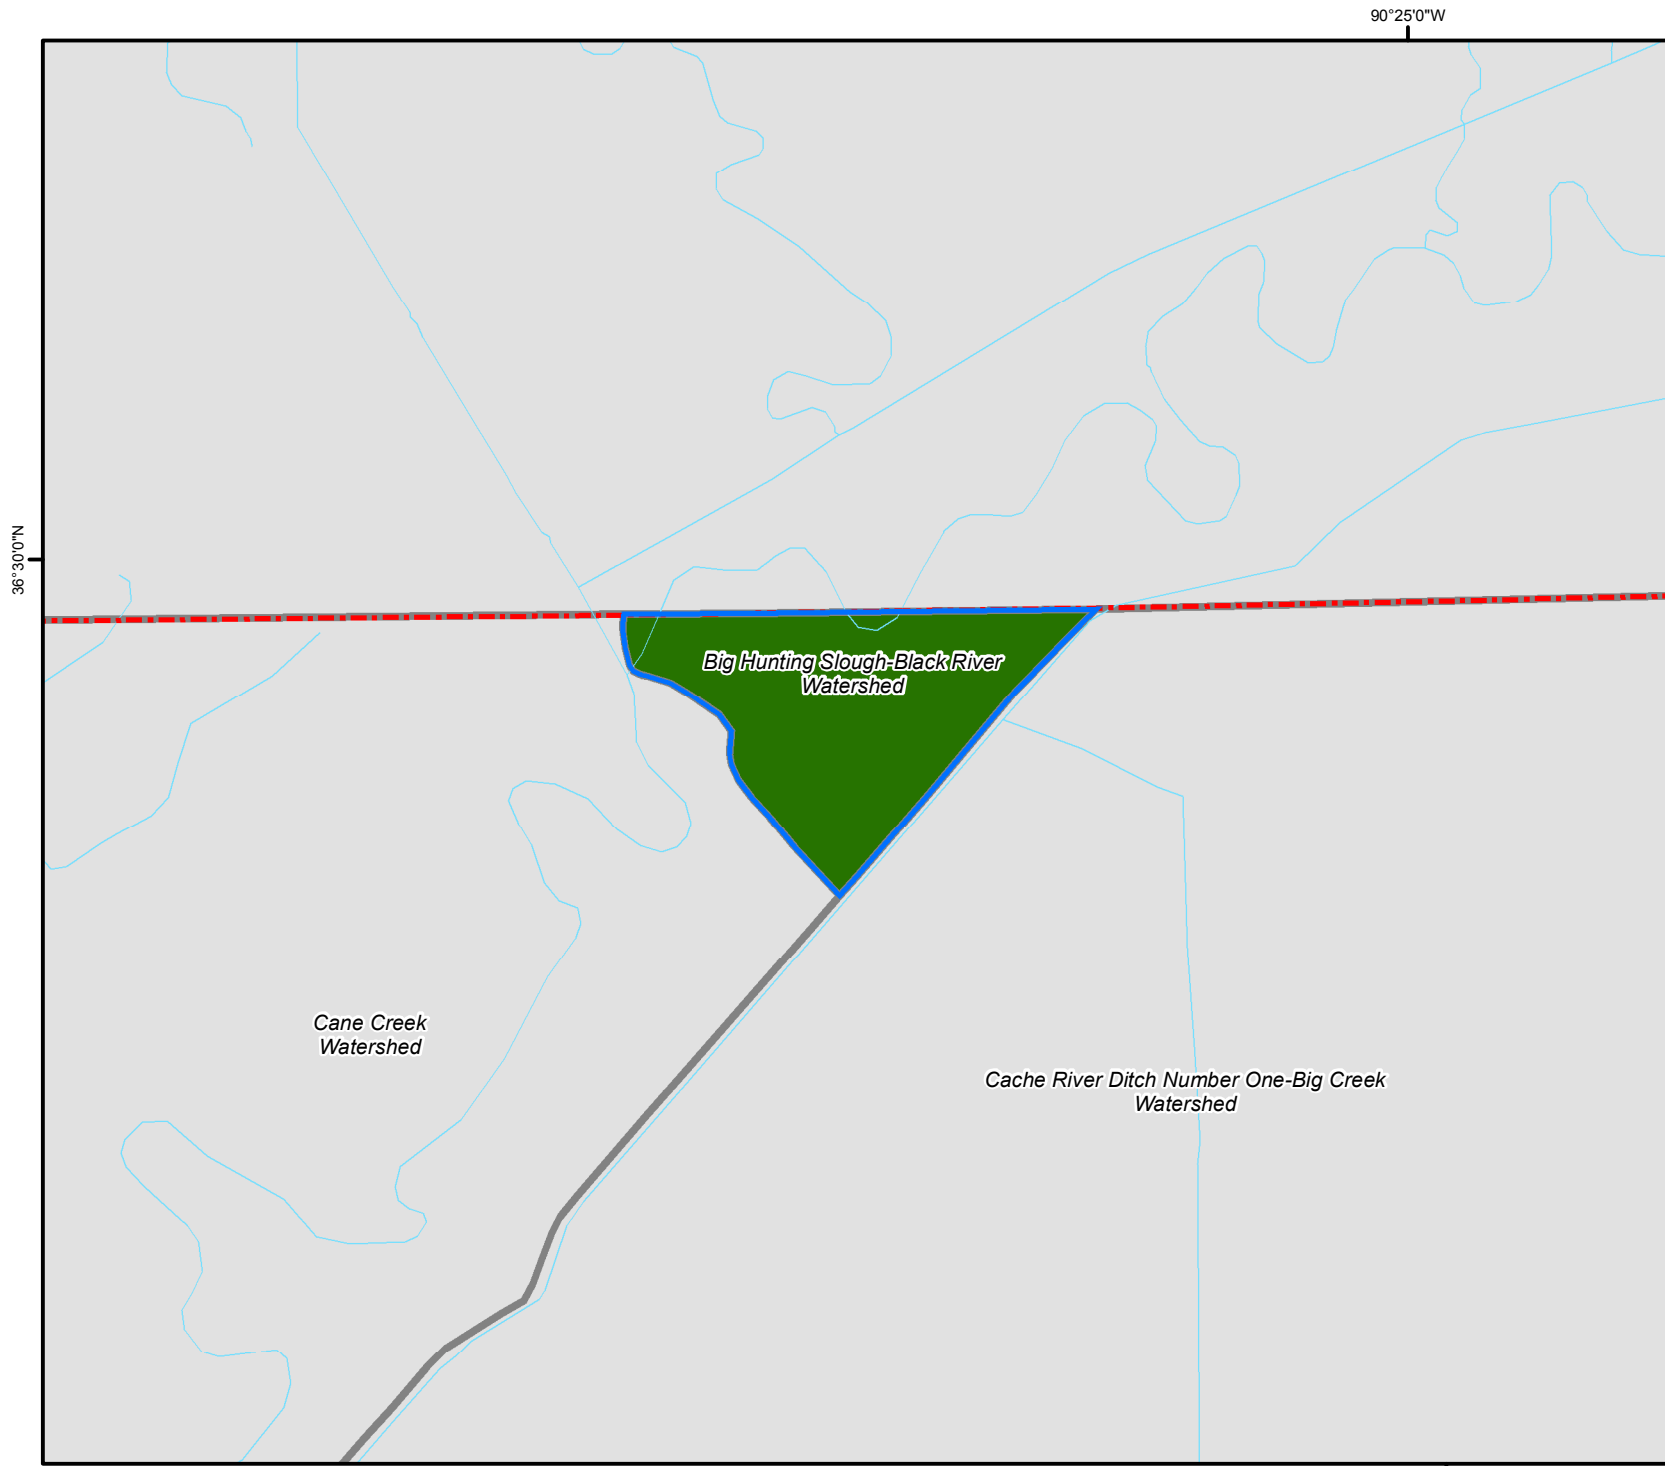 90°25'0"W
36°30'0"N
Big Hunting Slough-Black River
Watershed
Cane Creek
Watershed
Cache River Ditch Number One-Big Creek
Watershed